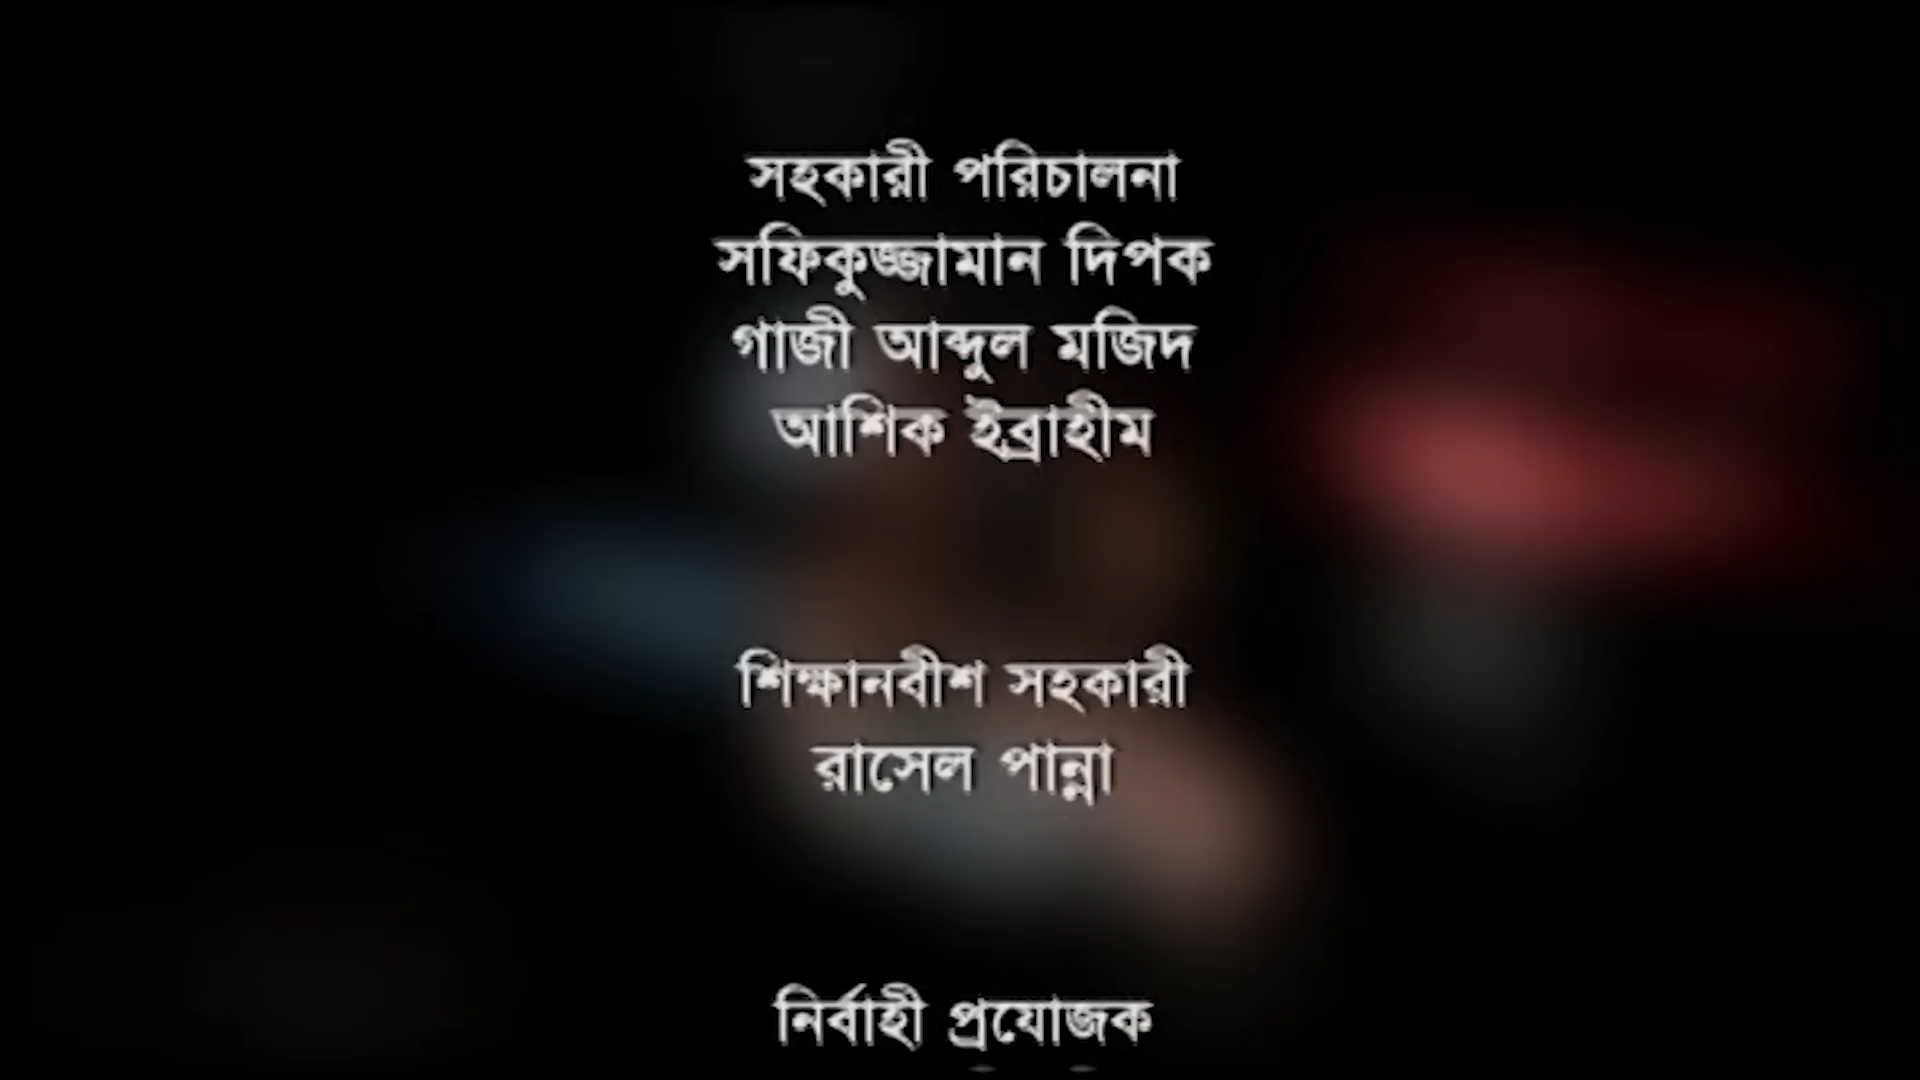 সহকারী পরিচালনা
সফিকুজ্জামান দিপক
গাজী আব্দুল মজিদ
আশিক ইব্রাহীম
শিক্ষানবীশ সহকারী
রাসেল পান্না
নির্বাহী প্রযোজক